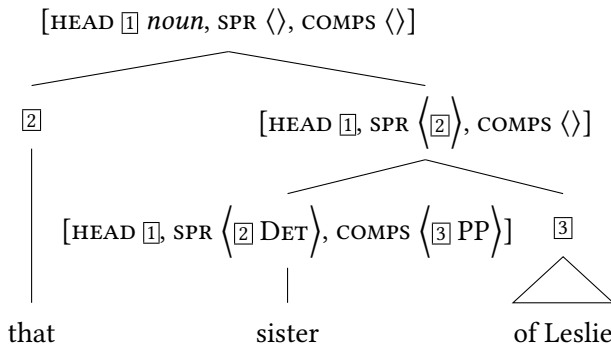 [HEAD 1 noun, SPR ⟨⟩, COMPS ⟨⟩]
2 [HEAD 1, SPR ⟨2⟩, COMPS ⟨⟩]
[HEAD 1, SPR ⟨2 DET⟩, COMPS ⟨3 PP⟩] 3
that sister of Leslie